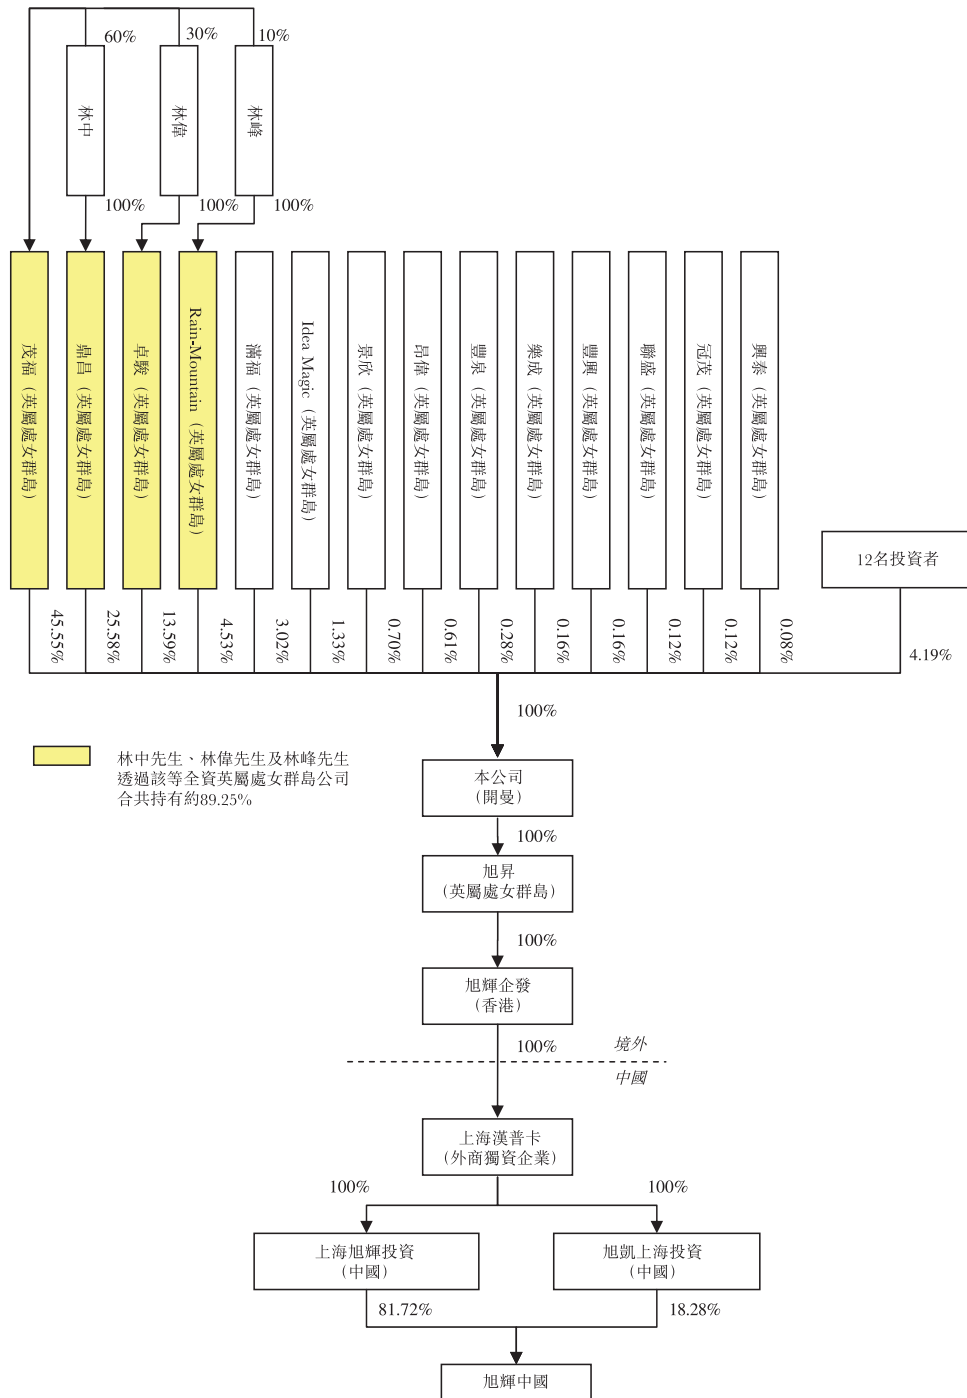 60%
30%
10%
林中
林偉
林峰
100%
100%
100%
茂福（英屬處女群島）
鼎昌（英屬處女群島）
卓駿（英屬處女群島）
Rain-Mountain（英屬處女群島）
滿福（英屬處女群島）
Idea Magic（英屬處女群島）
景欣（英屬處女群島）
昂偉（英屬處女群島）
豐泉（英屬處女群島）
樂成（英屬處女群島）
豐興（英屬處女群島）
聯盛（英屬處女群島）
冠茂（英屬處女群島）
興泰（英屬處女群島）
12名投資者
45.55%
25.58%
13.59%
4.53%
3.02%
1.33%
0.70%
0.61%
0.28%
0.16%
0.16%
0.12%
0.12%
0.08%
4.19%
100%
林中先生、林偉先生及林峰先生
透過該等全資英屬處女群島公司
合共持有約89.25%
本公司
（開曼）
100%
旭昇
（英屬處女群島）
100%
旭輝企發
（香港）
100%
境外
中國
上海漢普卡
（外商獨資企業）
100%
100%
上海旭輝投資
（中國）
旭凱上海投資
（中國）
81.72%
18.28%
旭輝中國